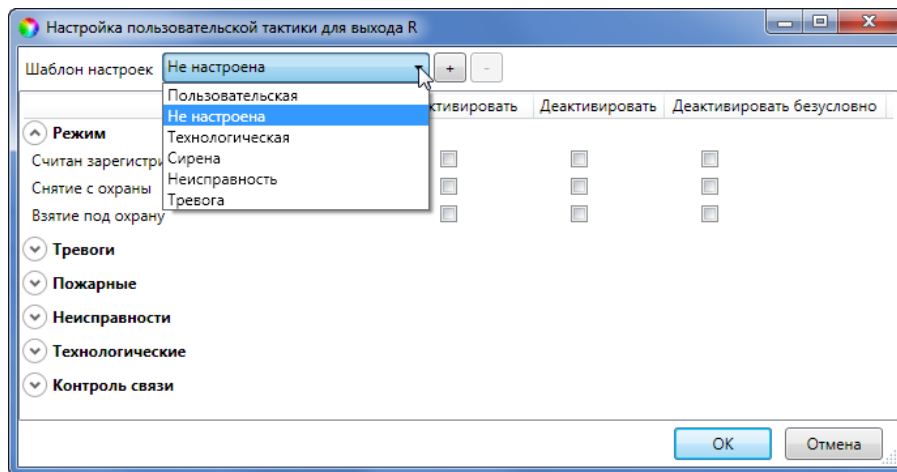 Настройка пользовательской тактики для выхода R
Шаблон настроек Не настроена + -
Пользовательская
Не настроена
Технологическая
Сирена
Неисправность
Тревога
ктивировать Деактивировать Деактивировать безусловно
Режим
Считан зарегистри
Снятие с охраны
Взятие под охрану
Тревоги
Пожарные
Неисправности
Технологические
Контроль связи
OK Отмена